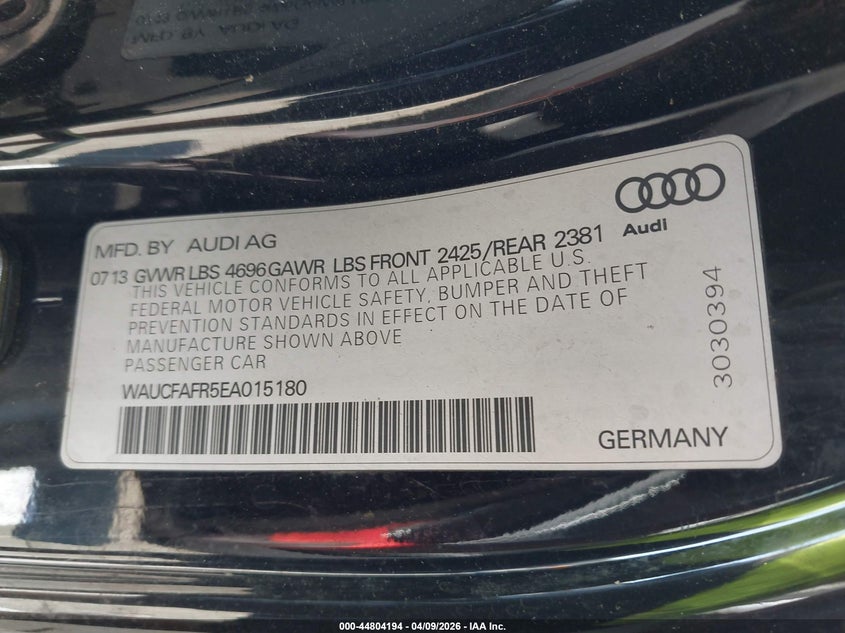 MFD. BY AUDI AG
Audi
0713 GVWR LBS 4696 GAWR LBS FRONT 2425/REAR 2381
THIS VEHICLE CONFORMS TO ALL APPLICABLE U.S.
FEDERAL MOTOR VEHICLE SAFETY, BUMPER AND THEFT
PREVENTION STANDARDS IN EFFECT ON THE DATE OF
MANUFACTURE SHOWN ABOVE
PASSENGER CAR
WAUCFAFR5EA015180
GERMANY
3030394
000-44804194 - 04/09/2026 - IAA Inc.